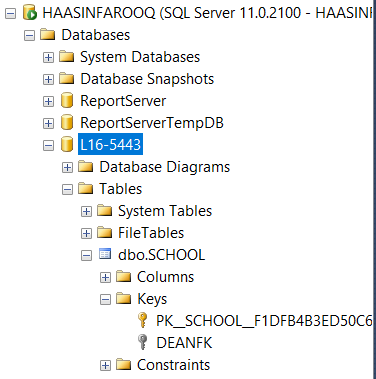 HAASINFAROOQ (SQL Server 11.0.2100 - HAASINF
Databases
System Databases
Database Snapshots
ReportServer
ReportServerTempDB
L16-5443
Database Diagrams
Tables
System Tables
FileTables
dbo.SCHOOL
Columns
Keys
PK__SCHOOL__F1DFB4B3ED50C6
DEANFK
Constraints